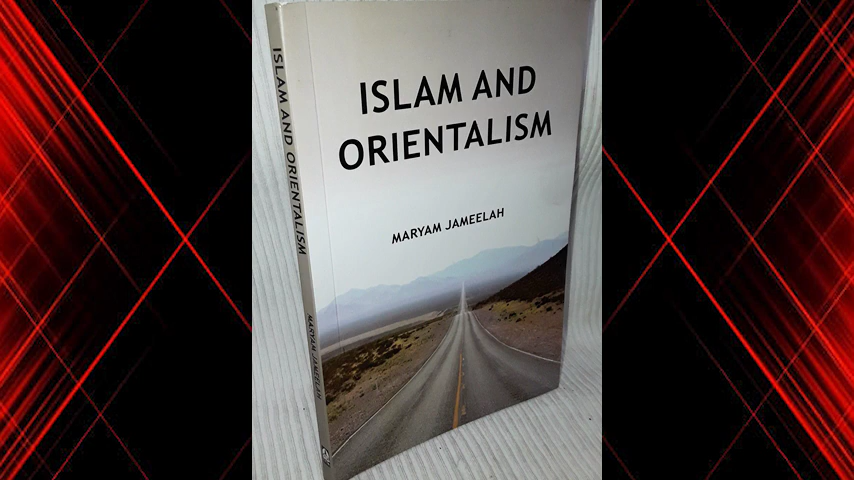 ISLAM AND ORIENTALISM
MARYAM JAMEELAH
ISLAM AND
ORIENTALISM
MARYAM JAMEELAH